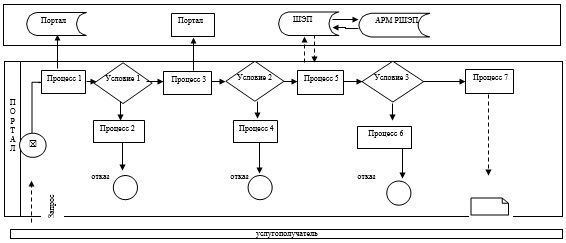 Портал
Портал
ШЭП
АРМ РШЭП
ПОРТАЛ
Процесс 1
Условие 1
Процесс 3
Условие 2
Процесс 5
Условие 3
Процесс 7
Процесс 2
Процесс 4
Процесс 6
отказ
отказ
отказ
Запрос
услугополучатель